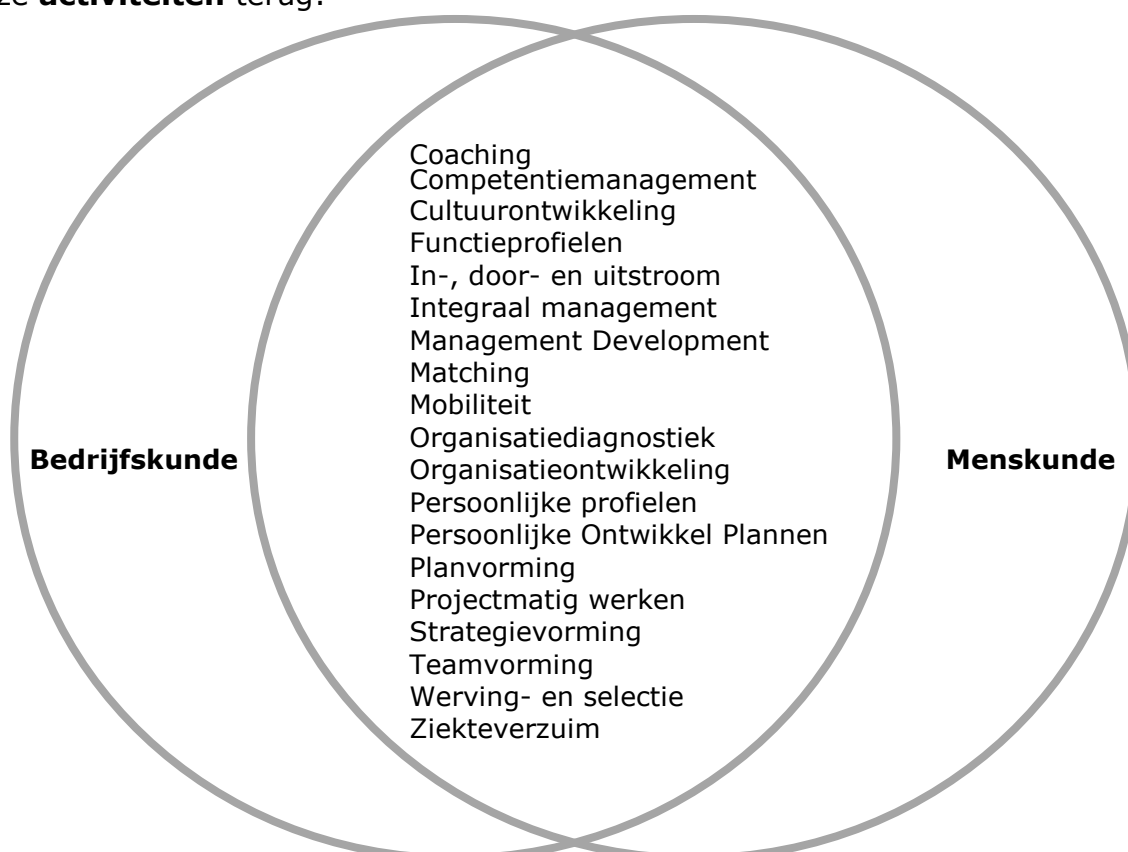 ze activiteiten terug:
Coaching
Competentiemanagement
Cultuurontwikkeling
Functieprofielen
In-, door- en uitstroom
Integraal management
Management Development
Matching
Mobiliteit
Organisatiediagnostiek
Bedrijfskunde
Menskunde
Organisatieontwikkeling
Persoonlijke profielen
Persoonlijke Ontwikkel Plannen
Planvorming
Projectmatig werken
Strategievorming
Teamvorming
Werving- en selectie
Ziekteverzuim